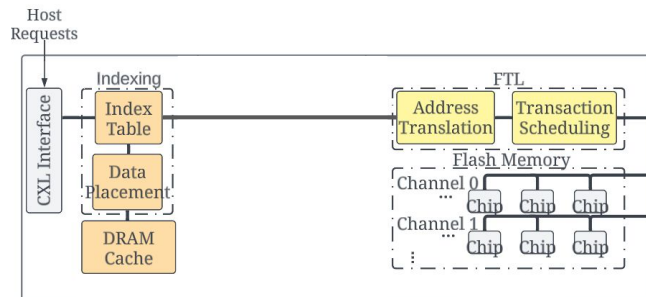 Host
Requests
CXL Interface
Indexing
Index
Table
Data
Placement
DRAM
Cache
FTL
Address
Translation
Transaction
Scheduling
Flash Memory
Channel 0
...
Chip Chip Chip
Channel 1
...
Chip Chip Chip
...